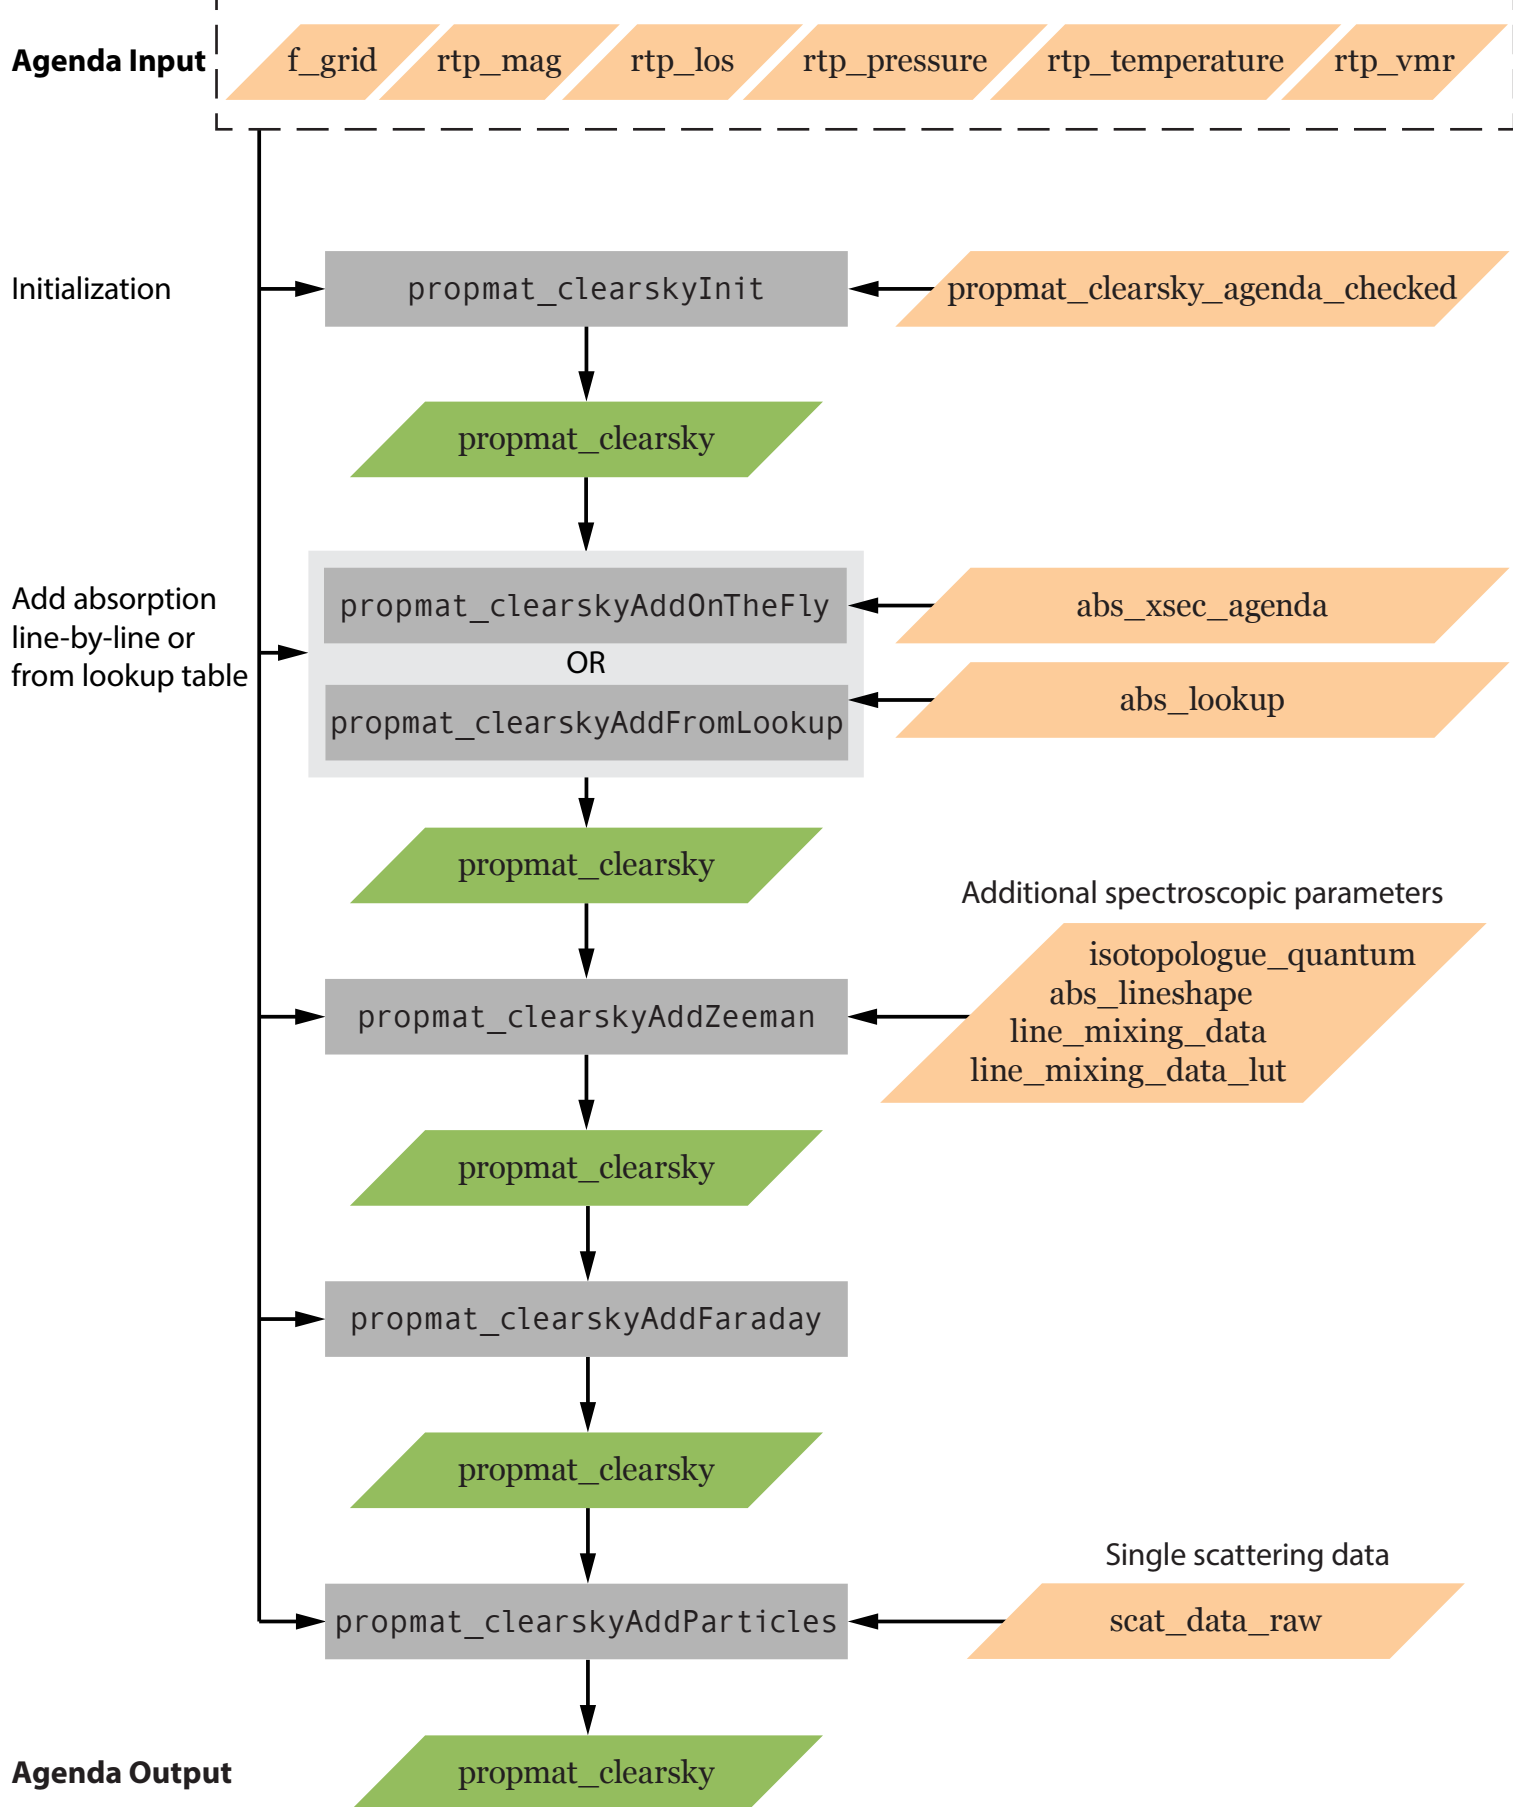 Agenda Input f_grid rtp_mag rtp_los rtp_pressure rtp_temperature rtp_vmr
Initialization propmat_clearskyInit propmat_clearsky_agenda_checked
propmat_clearsky
Add absorption
line-by-line or
from lookup table
propmat_clearskyAddOnTheFly abs_xsec_agenda
OR
propmat_clearskyAddFromLookup abs_lookup
propmat_clearsky
Additional spectroscopic parameters
isotopologue_quantum
abs_lineshape
line_mixing_data
line_mixing_data_lut
propmat_clearskyAddZeeman
propmat_clearsky
propmat_clearskyAddFaraday
propmat_clearsky
Single scattering data
propmat_clearskyAddParticles scat_data_raw
Agenda Output propmat_clearsky